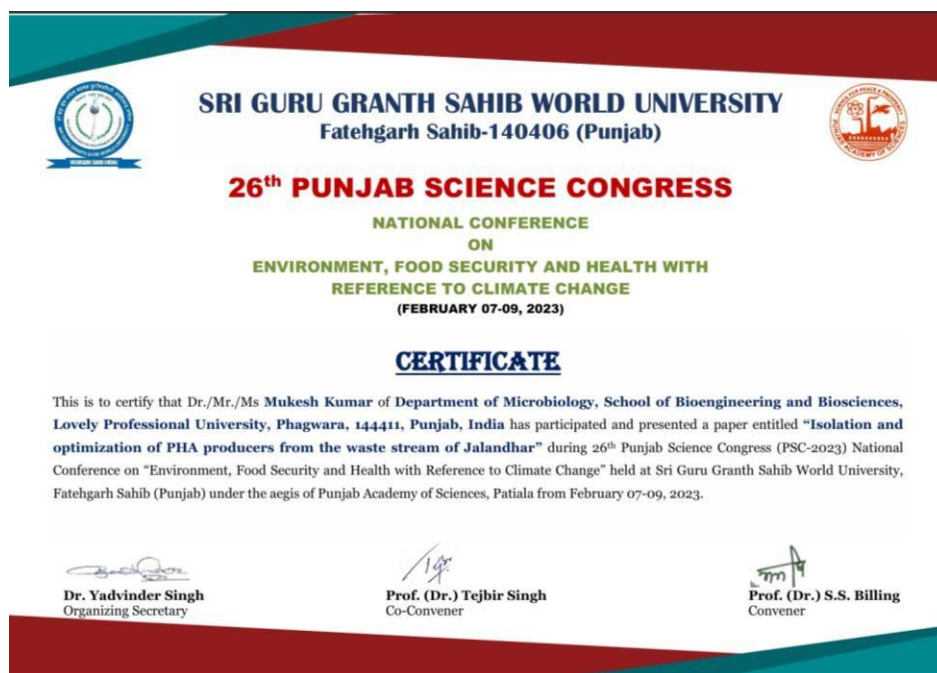 SRI GURU GRANTH SAHIB WORLD UNIVERSITY
Fatehgarh Sahib-140406 (Punjab)
26th PUNJAB SCIENCE CONGRESS
NATIONAL CONFERENCE
ON
ENVIRONMENT, FOOD SECURITY AND HEALTH WITH
REFERENCE TO CLIMATE CHANGE
(FEBRUARY 07-09, 2023)
CERTIFICATE
This is to certify that Dr./Mr./Ms Mukesh Kumar of Department of Microbiology, School of Bioengineering and Biosciences,
Lovely Professional University, Phagwara, 144411, Punjab, India has participated and presented a paper entitled “Isolation and
optimization of PHA producers from the waste stream of Jalandhar” during 26th Punjab Science Congress (PSC-2023) National
Conference on “Environment, Food Security and Health with Reference to Climate Change” held at Sri Guru Granth Sahib World University,
Fatehgarh Sahib (Punjab) under the aegis of Punjab Academy of Sciences, Patiala from February 07-09, 2023.
Dr. Yadvinder Singh
Organizing Secretary
Prof. (Dr.) Tejbir Singh
Co-Convener
Prof. (Dr.) S.S. Billing
Convener